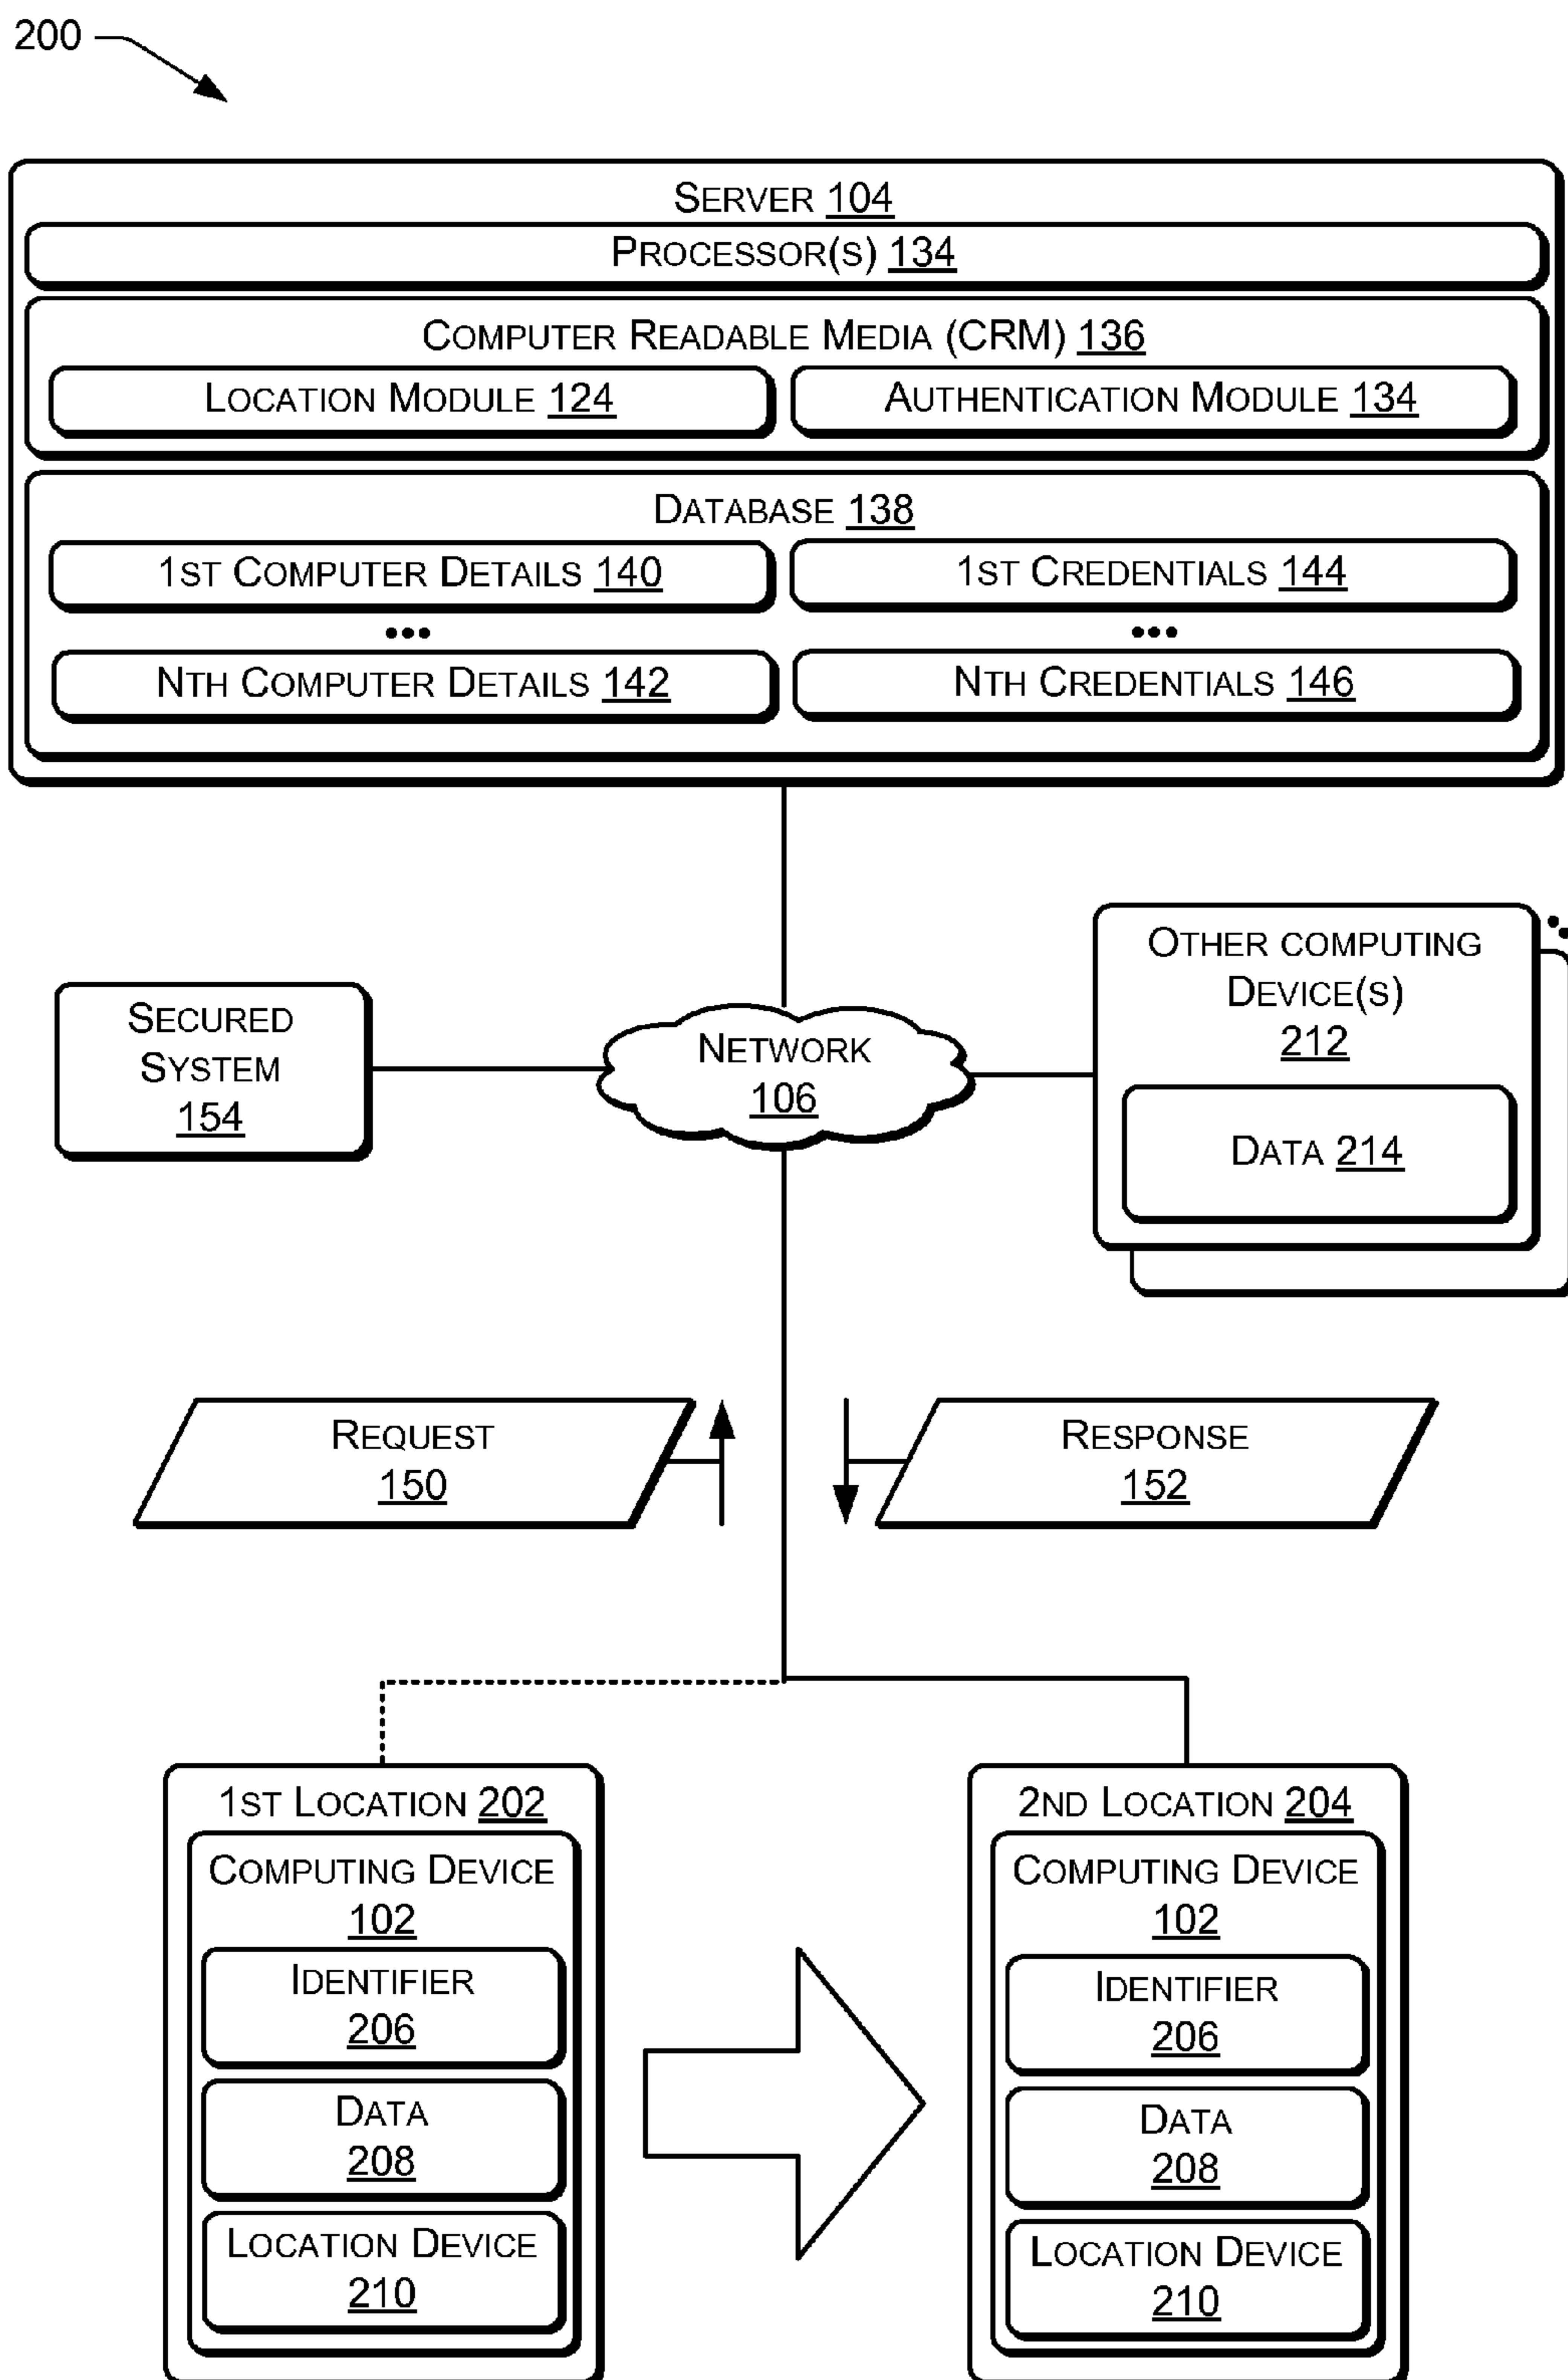 200
SERVER 104
PROCESSOR(S) 134
COMPUTER READABLE MEDIA (CRM) 136
LOCATION MODULE 124
AUTHENTICATION MODULE 134
DATABASE 138
1ST COMPUTER DETAILS 140
1ST CREDENTIALS 144
...
...
NTH COMPUTER DETAILS 142
NTH CREDENTIALS 146
SECURED
SYSTEM
154
NETWORK
106
OTHER COMPUTING
DEVICE(S)
212
DATA 214
REQUEST
150
RESPONSE
152
1ST LOCATION 202
COMPUTING DEVICE
102
IDENTIFIER
206
DATA
208
LOCATION DEVICE
210
2ND LOCATION 204
COMPUTING DEVICE
102
IDENTIFIER
206
DATA
208
LOCATION DEVICE
210